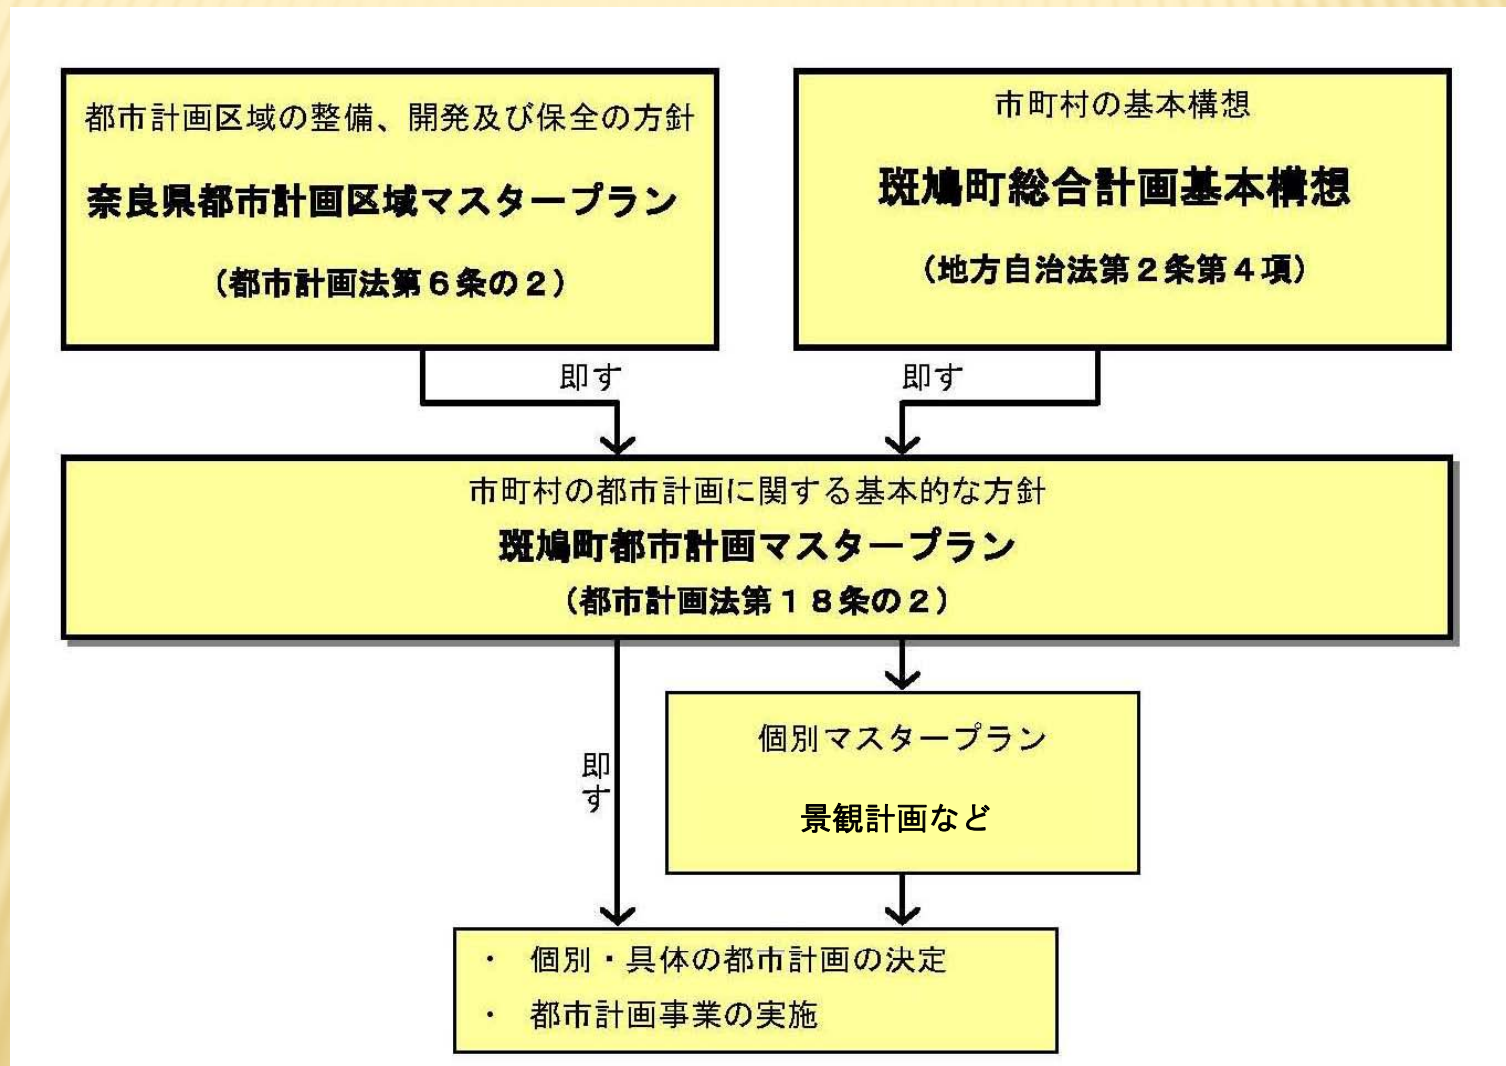 都市計画区域の整備、開発及び保全の方針
奈良県都市計画区域マスタープラン
（都市計画法第６条の２）
市町村の基本構想
斑鳩町総合計画基本構想
（地方自治法第２条第４項）
即す
即す
市町村の都市計画に関する基本的な方針
斑鳩町都市計画マスタープラン
（都市計画法第１８条の２）
即す
個別マスタープラン
景観計画など
・ 個別・具体の都市計画の決定
・ 都市計画事業の実施